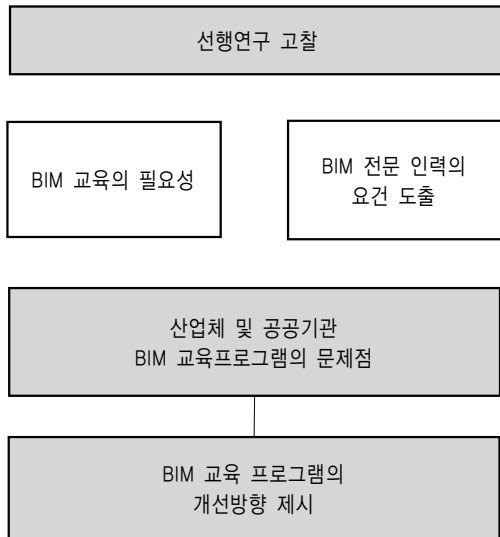 선행연구 고찰
BIM 교육의 필요성
BIM 전문 인력의
요건 도출
산업체 및 공공기관
BIM 교육프로그램의 문제점
BIM 교육 프로그램의
개선방향 제시